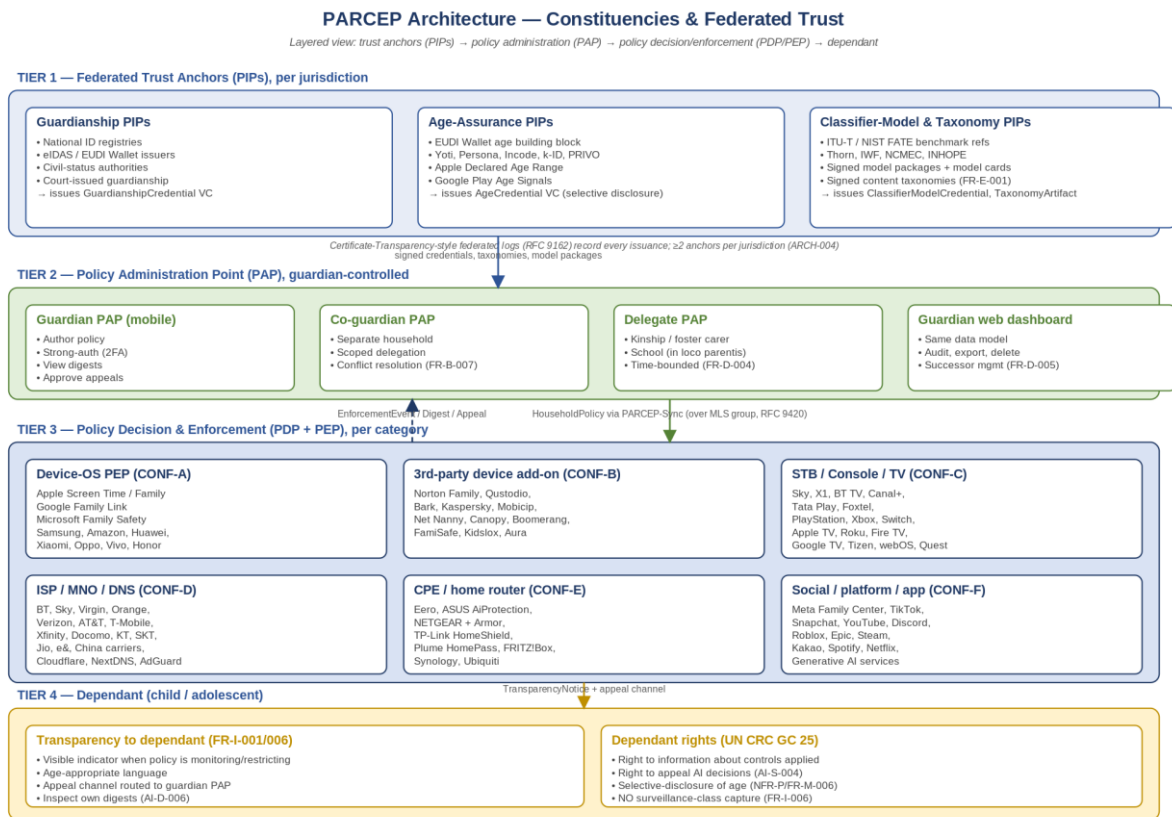 PARCEP Architecture — Constituencies & Federated Trust
Layered view: trust anchors (PIPs) → policy administration (PAP) → policy decision/enforcement (PDP/PEP) → dependant
TIER 1 — Federated Trust Anchors (PIPs), per jurisdiction
Guardianship PIPs
• National ID registries
• eIDAS / EUDI Wallet issuers
• Civil-status authorities
• Court-issued guardianship
→ issues GuardianshipCredential VC
Age-Assurance PIPs
• EUDI Wallet age building block
• Yoti, Persona, Incode, k-ID, PRIVO
• Apple Declared Age Range
• Google Play Age Signals
→ issues AgeCredential VC (selective disclosure)
Classifier-Model & Taxonomy PIPs
• ITU-T / NIST FATE benchmark refs
• Thorn, IWF, NCMEC, INHOPE
• Signed model packages + model cards
• Signed content taxonomies (FR-E-001)
→ issues ClassifierModelCredential, TaxonomyArtifact
Certificate-Transparency-style federated logs (RFC 9162) record every issuance; ≥2 anchors per jurisdiction (ARCH-004)
signed credentials, taxonomies, model packages
TIER 2 — Policy Administration Point (PAP), guardian-controlled
Guardian PAP (mobile)
• Author policy
• Strong-auth (2FA)
• View digests
• Approve appeals
Co-guardian PAP
• Separate household
• Scoped delegation
• Conflict resolution (FR-B-007)
Delegate PAP
• Kinship / foster carer
• School (in loco parentis)
• Time-bounded (FR-D-004)
Guardian web dashboard
• Same data model
• Audit, export, delete
• Successor mgmt (FR-D-005)
EnforcementEvent / Digest / Appeal
HouseholdPolicy via PARCEP-Sync (over MLS group, RFC 9420)
TIER 3 — Policy Decision & Enforcement (PDP + PEP), per category
Device-OS PEP (CONF-A)
Apple Screen Time / Family
Google Family Link
Microsoft Family Safety
Samsung, Amazon, Huawei,
Xiaomi, Oppo, Vivo, Honor
3rd-party device add-on (CONF-B)
Norton Family, Qustodio,
Bark, Kaspersky, Mobicip,
Net Nanny, Canopy, Boomerang,
FamiSafe, Kidslox, Aura
STB / Console / TV (CONF-C)
Sky, X1, BT TV, Canal+,
Tata Play, Foxtel,
PlayStation, Xbox, Switch,
Apple TV, Roku, Fire TV,
Google TV, Tizen, webOS, Quest
ISP / MNO / DNS (CONF-D)
BT, Sky, Virgin, Orange,
Verizon, AT&T, T-Mobile,
Xfinity, Docomo, KT, SKT,
Jio, e&, China carriers,
Cloudflare, NextDNS, AdGuard
CPE / home router (CONF-E)
Eero, ASUS AiProtection,
NETGEAR + Armor,
TP-Link HomeShield,
Plume HomePass, FRITZ!Box,
Synology, Ubiquiti
Social / platform / app (CONF-F)
Meta Family Center, TikTok,
Snapchat, YouTube, Discord,
Roblox, Epic, Steam,
Kakao, Spotify, Netflix,
Generative AI services
TransparencyNotice + appeal channel
TIER 4 — Dependant (child / adolescent)
Transparency to dependant (FR-I-001/006)
• Visible indicator when policy is monitoring/restricting
• Age-appropriate language
• Appeal channel routed to guardian PAP
• Inspect own digests (AI-D-006)
Dependant rights (UN CRC GC 25)
• Right to information about controls applied
• Right to appeal AI decisions (AI-S-004)
• Selective-disclosure of age (NFR-P/FR-M-006)
• NO surveillance-class capture (FR-I-006)